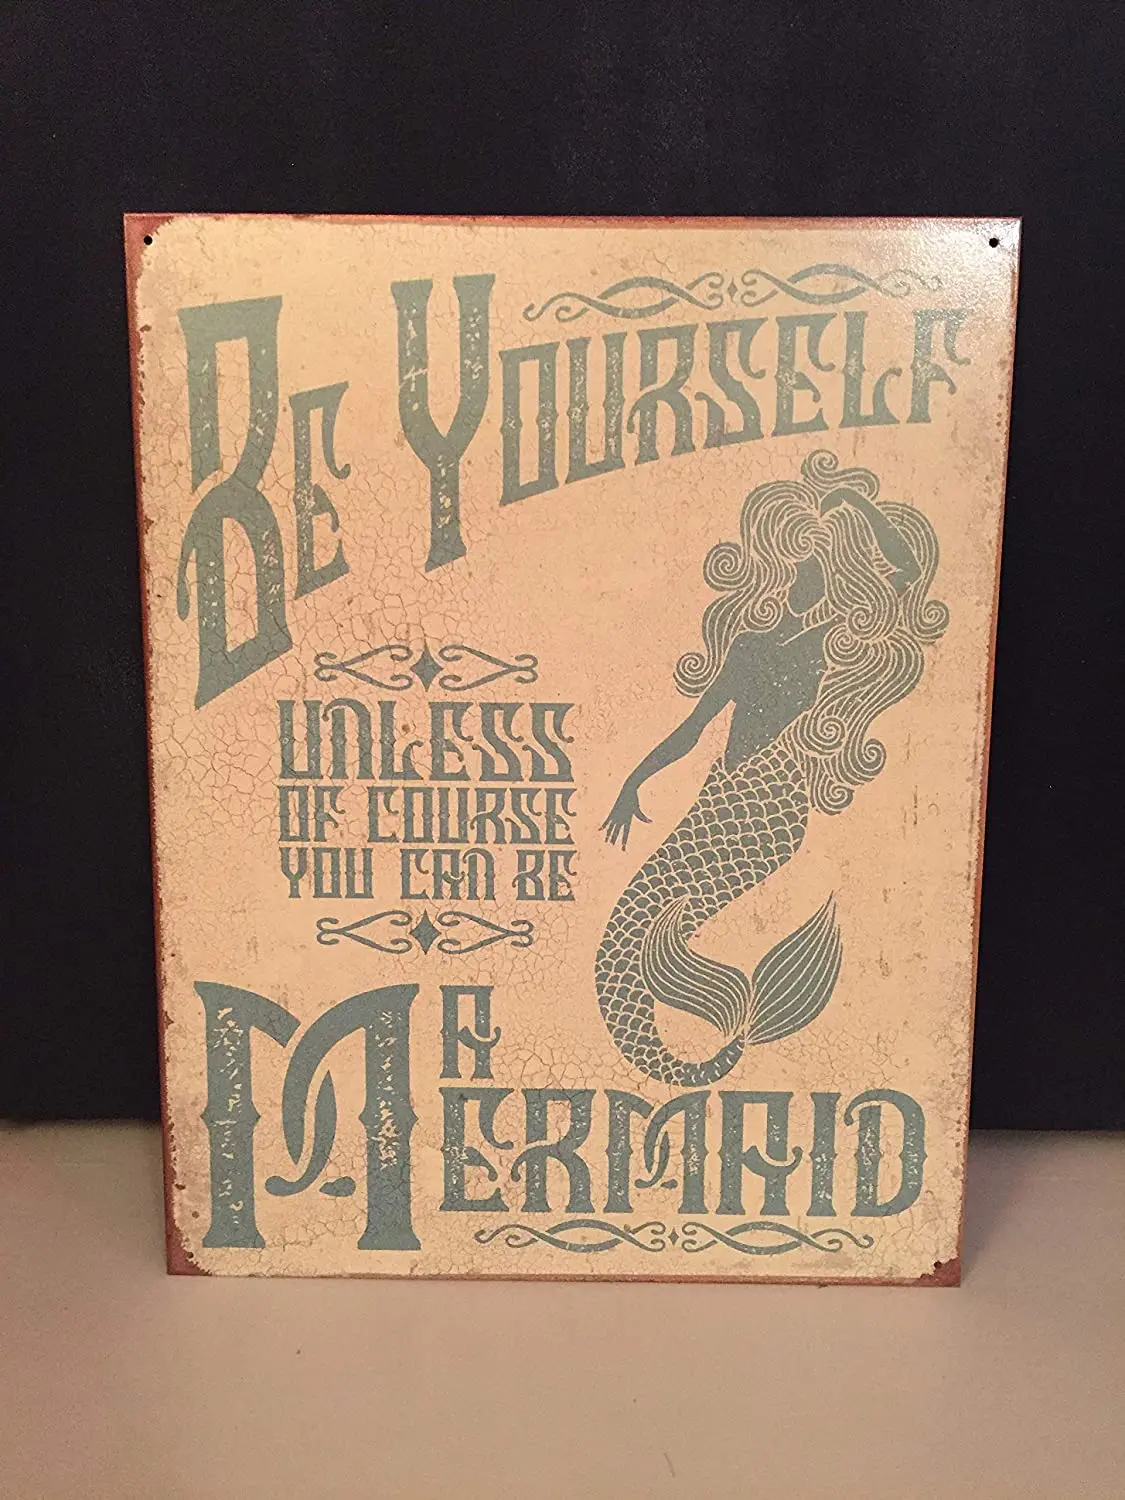 BE YOURSELF
UNLESS
OF COURSE
YOU CAN BE
A
MERMAID